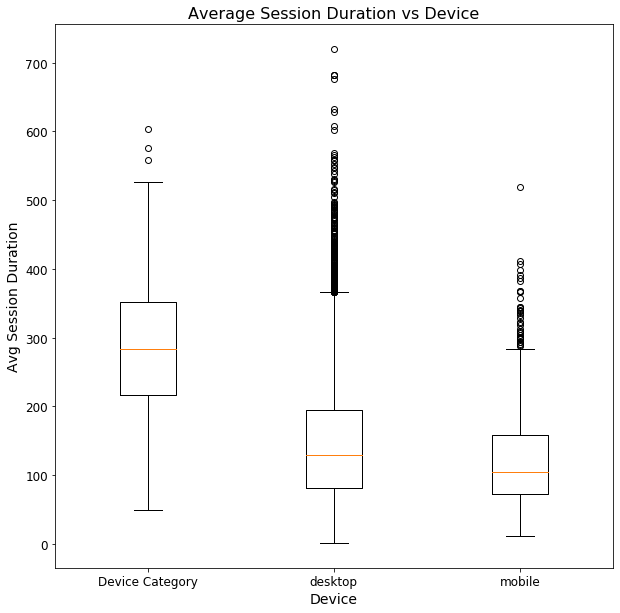 Average Session Duration vs Device
700
600
500
400
300
200
100
0
Avg Session Duration
Device Category
desktop
mobile
Device